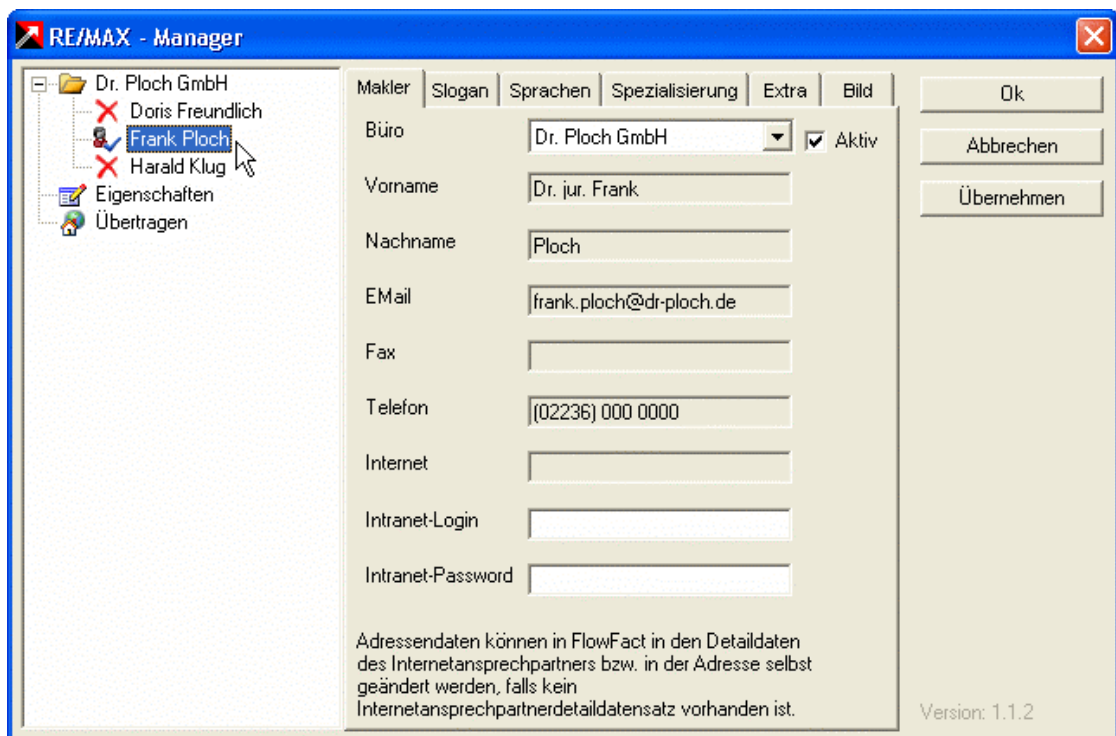 RE/MAX - Manager
Dr. Ploch GmbH
Doris Freundlich
Frank Ploch
Harald Klug
Eigenschaften
Übertragen
Makler Slogan Sprachen Spezialisierung Extra Bild
Büro Dr. Ploch GmbH Aktiv
Vorname Dr. jur. Frank
Nachname Ploch
EMail frank.ploch@dr-ploch.de
Fax
Telefon (02236) 000 0000
Internet
Intranet-Login
Intranet-Password
Adressendaten können in FlowFact in den Detaildaten
des Internetansprechpartners bzw. in der Adresse selbst
geändert werden, falls kein
Internetansprechpartnerdetaildatensatz vorhanden ist.
Ok
Abbrechen
Übernehmen
Version: 1.1.2